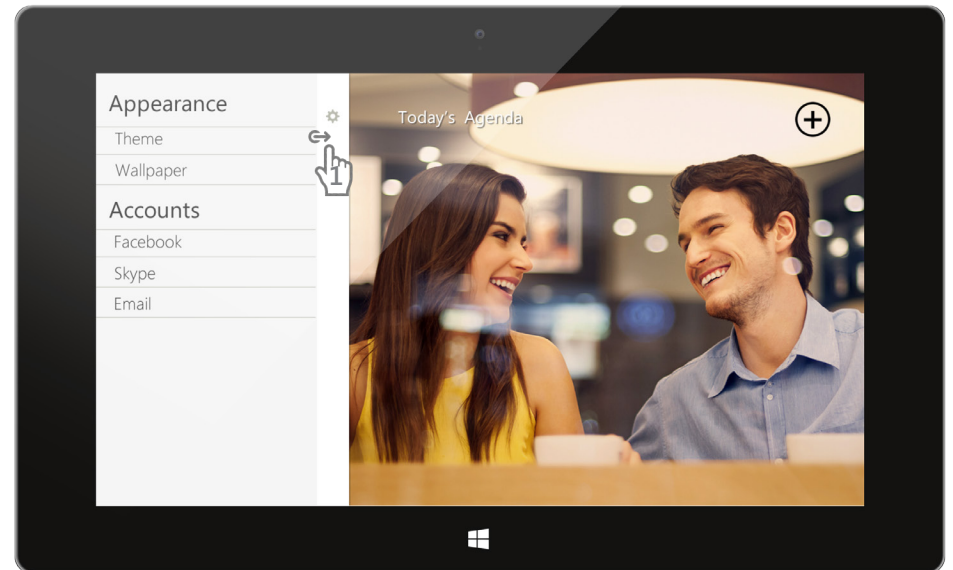 Appearance
Theme
Wallpaper
Accounts
Facebook
Skype
Email
Today's Agenda
1